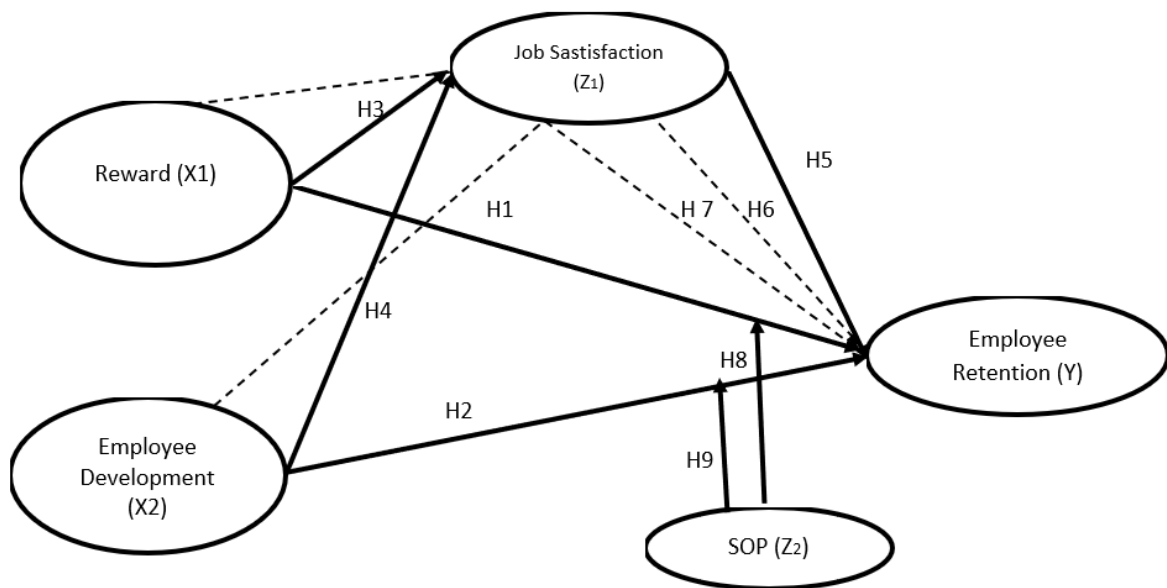 Job Sastisfaction
(Z1)
H3
Reward (X1)
H5
H1
H 7
H6
H4
Employee
Retention (Y)
H8
H2
Employee
Development
(X2)
H9
SOP (Z2)